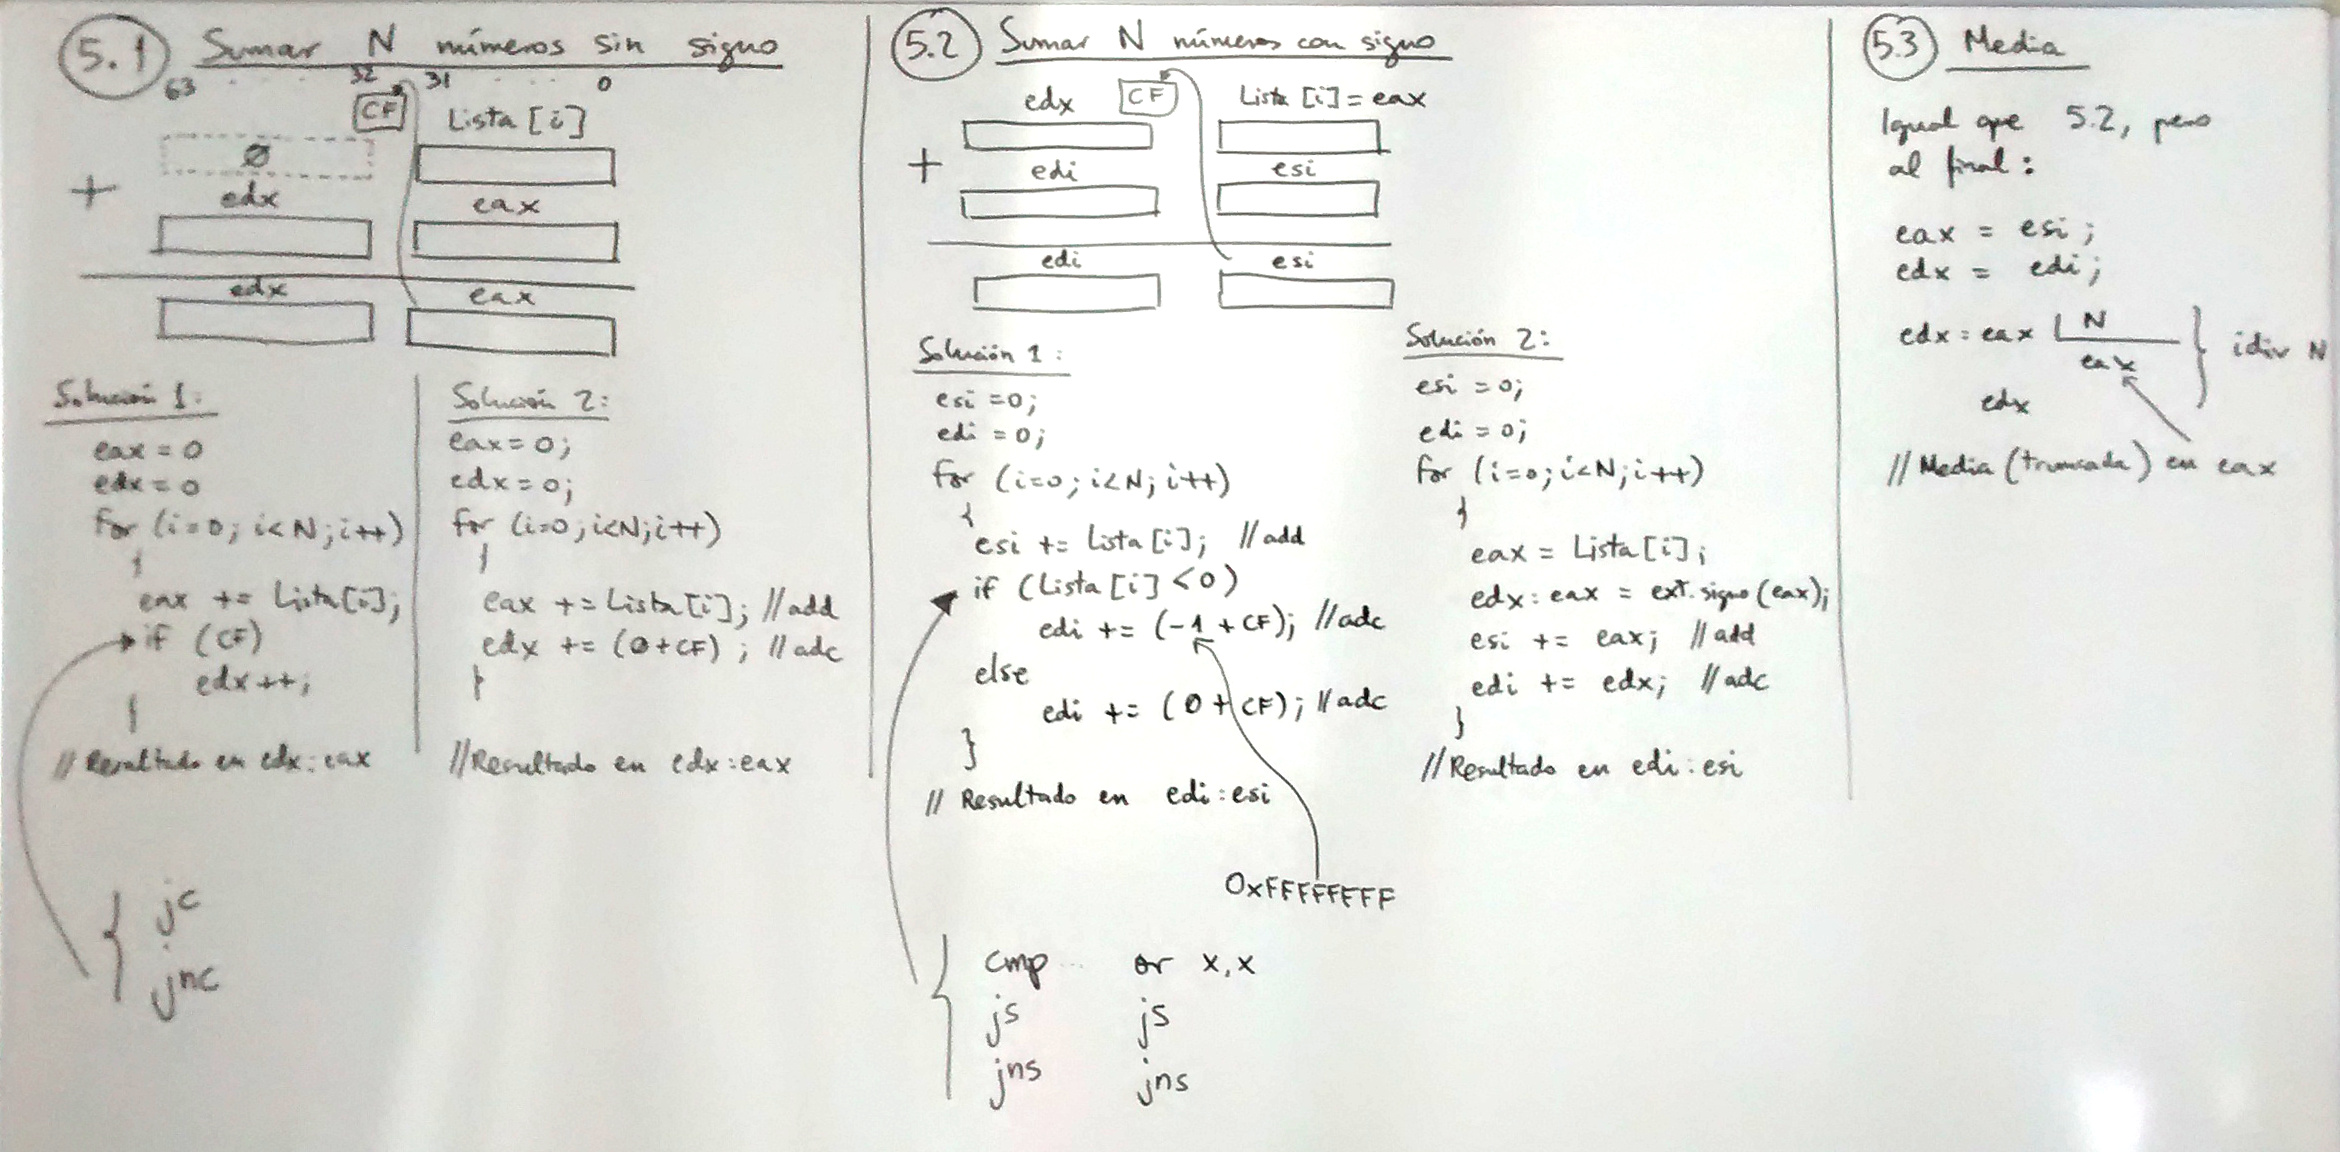 5.1 Sumar N números sin signo
63 . . . . 32 31 . . . . 0
CF Lista [i]
Ø
+ edx eax
edx eax
Solución 1:
eax = 0
edx = 0
for (i=0; i<N; i++)
{
eax += Lista[i];
if (CF)
edx++;
}
// Resultado en edx:eax
{ jc
jnc
Solución 2:
eax=0;
edx=0;
for (i=0; i<N; i++)
{
eax += Lista[i]; //add
edx += (0+CF); //adc
}
//Resultado en edx:eax
5.2 Sumar N números con signo
edx CF Lista [i] = eax
+ edi esi
edi esi
Solución 1:
esi =0;
edi = 0;
for (i=0; i<N; i++)
{
esi += Lista[i]; //add
if (Lista [i] <0)
edi += (-1 + CF); //adc
else
edi += (0 + CF); //adc
}
// Resultado en edi:esi
0xFFFFFFFF
{ cmp ... or x,x
js js
jns jns
Solución 2:
esi = 0;
edi = 0;
for (i=0; i<N; i++)
{
eax = Lista[i];
edx:eax = ext.signo(eax);
esi += eax; //add
edi += edx; //adc
}
//Resultado en edi:esi
5.3 Media
Igual que 5.2, pero
al final:
eax = esi;
edx = edi;
edx:eax N } idiv N
eax
edx
// Media (truncada) en eax